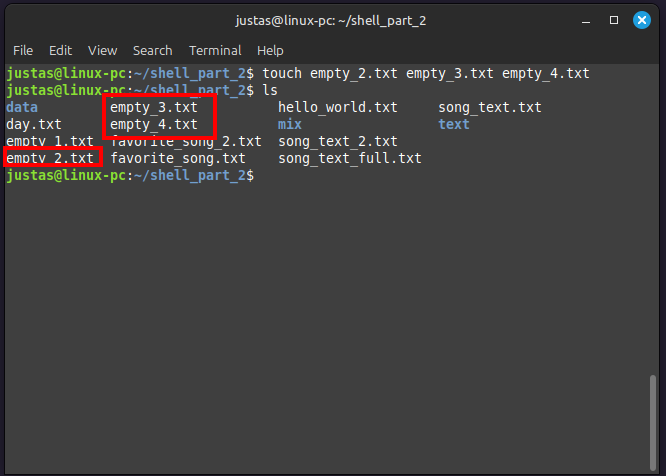 justas@linux-pc: ~/shell_part_2
File Edit View Search Terminal Help
justas@linux-pc:~/shell_part_2$ touch empty_2.txt empty_3.txt empty_4.txt
justas@linux-pc:~/shell_part_2$ ls
data empty_3.txt hello_world.txt song_text.txt
day.txt empty_4.txt mix text
empty_1.txt favorite_song_2.txt song_text_2.txt
empty_2.txt favorite_song.txt song_text_full.txt
justas@linux-pc:~/shell_part_2$